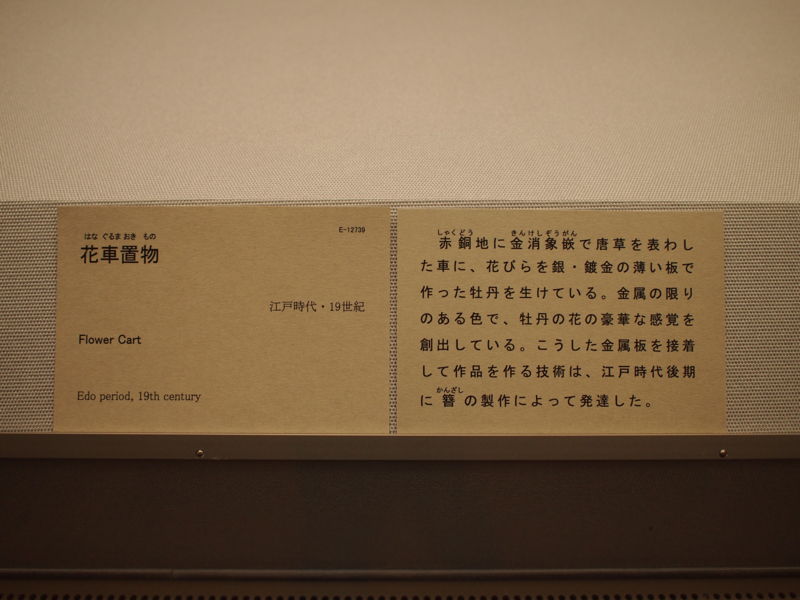 はなぐるまおきもの
E-12739
花車置物
江戸時代・19世紀
Flower Cart
Edo period, 19th century
しゃくどう きんけしぞうがん
赤銅地に金消象嵌で唐草を表わし
た車に、花びらを銀・鍍金の薄い板で
作った牡丹を生けている。金属の限り
のある色で、牡丹の花の豪華な感覚を
創出している。こうした金属板を接着
して作品を作る技術は、江戸時代後期
かんざし
に簪の製作によって発達した。